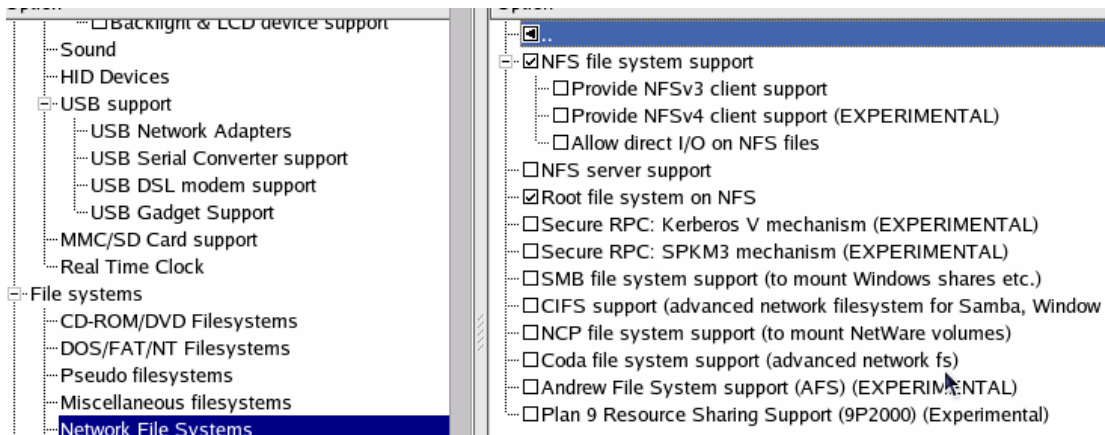 Backlight & LCD device support
Sound
HID Devices
USB support
USB Network Adapters
USB Serial Converter support
USB DSL modem support
USB Gadget Support
MMC/SD Card support
Real Time Clock
File systems
CD-ROM/DVD Filesystems
DOS/FAT/NT Filesystems
Pseudo filesystems
Miscellaneous filesystems
Network File Systems
..
NFS file system support
Provide NFSv3 client support
Provide NFSv4 client support (EXPERIMENTAL)
Allow direct I/O on NFS files
NFS server support
Root file system on NFS
Secure RPC: Kerberos V mechanism (EXPERIMENTAL)
Secure RPC: SPKM3 mechanism (EXPERIMENTAL)
SMB file system support (to mount Windows shares etc.)
CIFS support (advanced network filesystem for Samba, Window
NCP file system support (to mount NetWare volumes)
Coda file system support (advanced network fs)
Andrew File System support (AFS) (EXPERIMENTAL)
Plan 9 Resource Sharing Support (9P2000) (Experimental)